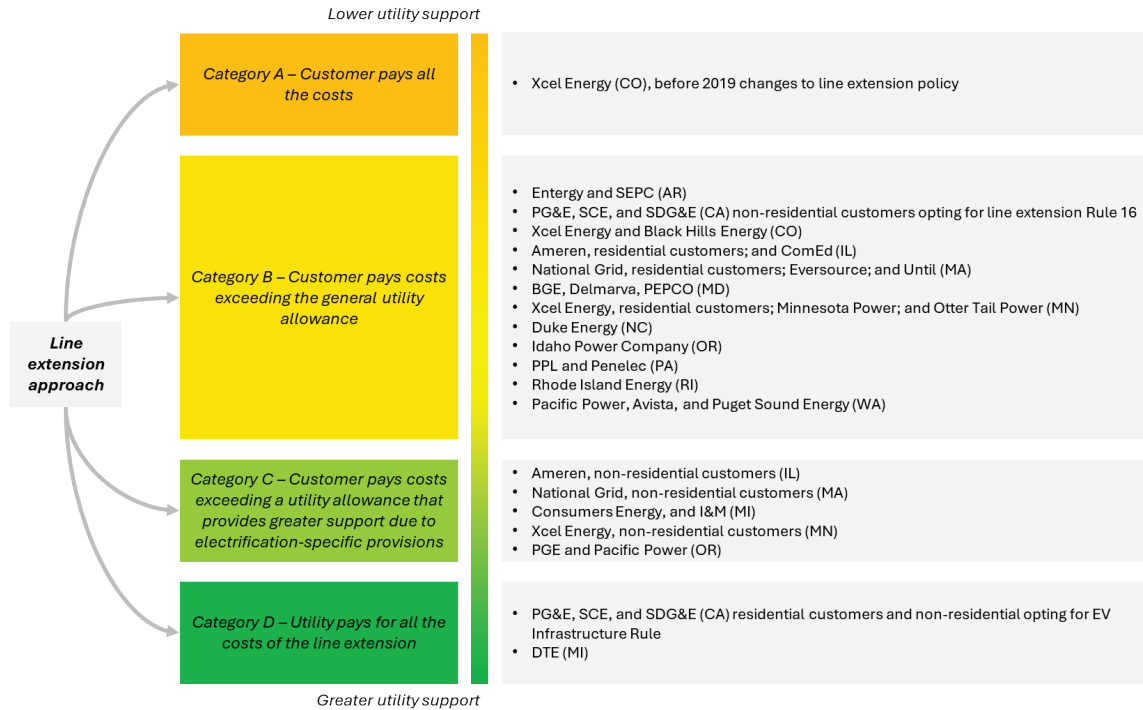 Lower utility support
Category A – Customer pays all
the costs
• Xcel Energy (CO), before 2019 changes to line extension policy
Category B – Customer pays costs
exceeding the general utility
allowance
• Entergy and SEPC (AR)
• PG&E, SCE, and SDG&E (CA) non-residential customers opting for line extension Rule 16
• Xcel Energy and Black Hills Energy (CO)
• Ameren, residential customers; and ComEd (IL)
• National Grid, residential customers; Eversource; and Until (MA)
• BGE, Delmarva, PEPCO (MD)
• Xcel Energy, residential customers; Minnesota Power; and Otter Tail Power (MN)
• Duke Energy (NC)
• Idaho Power Company (OR)
• PPL and Penelec (PA)
• Rhode Island Energy (RI)
• Pacific Power, Avista, and Puget Sound Energy (WA)
Line
extension
approach
Category C – Customer pays costs
exceeding a utility allowance that
provides greater support due to
electrification-specific provisions
• Ameren, non-residential customers (IL)
• National Grid, non-residential customers (MA)
• Consumers Energy, and I&M (MI)
• Xcel Energy, non-residential customers (MN)
• PGE and Pacific Power (OR)
Category D – Utility pays for all the
costs of the line extension
• PG&E, SCE, and SDG&E (CA) residential customers and non-residential opting for EV
Infrastructure Rule
• DTE (MI)
Greater utility support